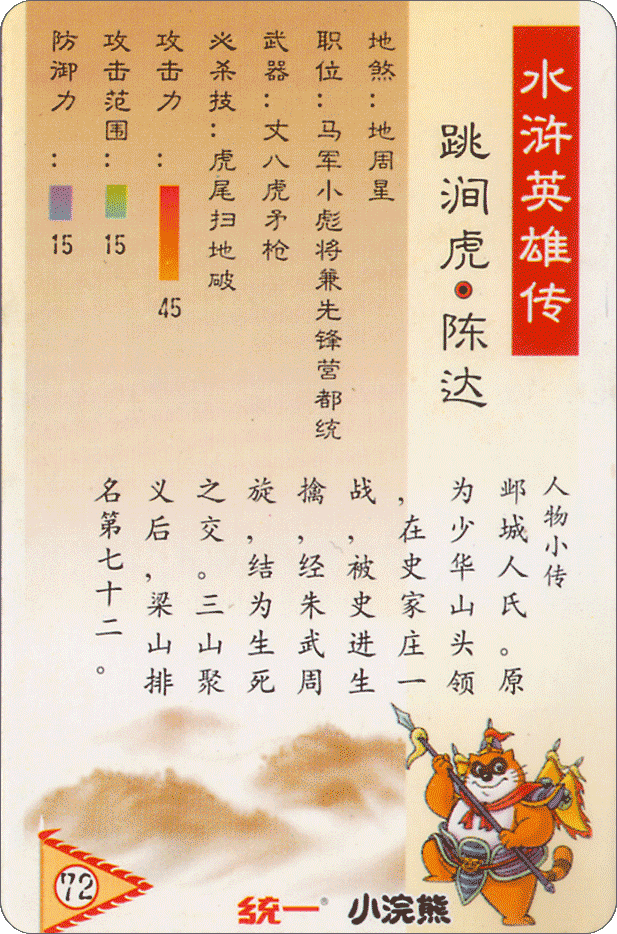 水浒英雄传
跳涧虎·陈达
地煞：地周星
职位：马军小彪将兼先锋营都统
武器：丈八虎矛枪
必杀技：虎尾扫地破
攻击力：
45
攻击范围：
15
防御力：
15
人物小传
邺城人氏。原
为少华山头领
，在史家庄一
战，被史进生
擒，经朱武周
旋，结为生死
之交。三山聚
义后，梁山排
名第七十二。
72
统一® 小浣熊